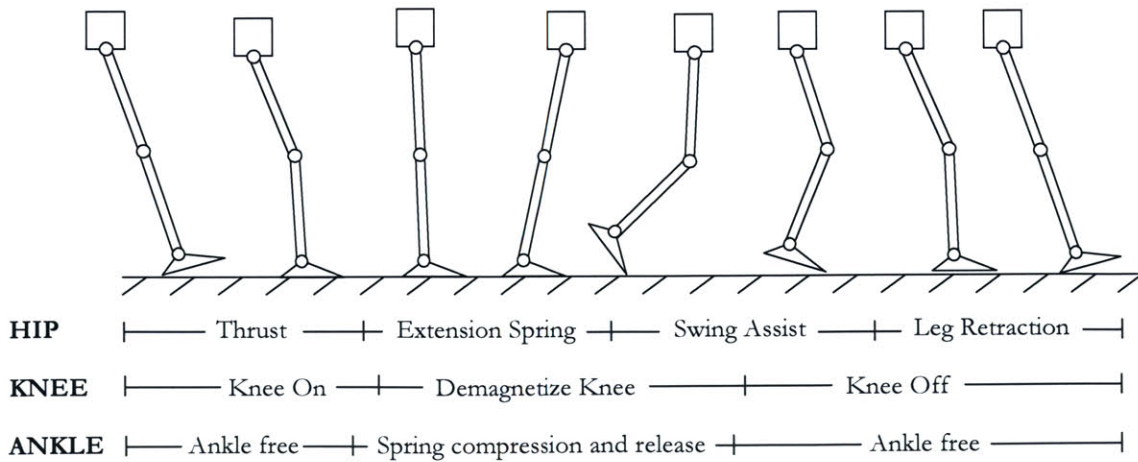 HIP Thrust Extension Spring Swing Assist Leg Retraction
KNEE Knee On Demagnetize Knee Knee Off
ANKLE Ankle free Spring compression and release Ankle free